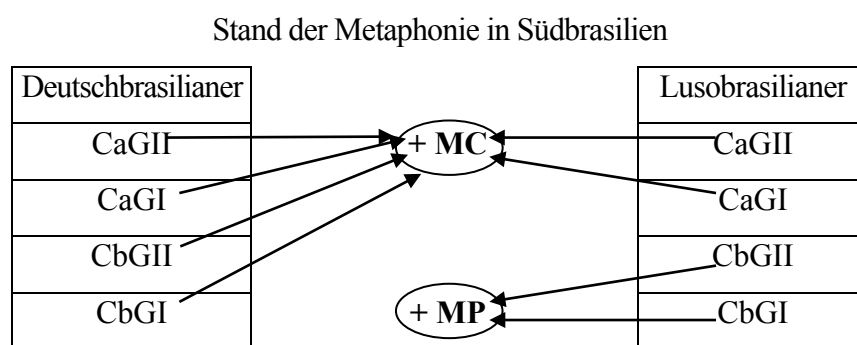 Stand der Metaphonie in Südbrasilien
Deutschbrasilianer Lusobrasilianer
CaGII + MC CaGII
CaGI CaGI
CbGII CbGII
CbGI + MP CbGI